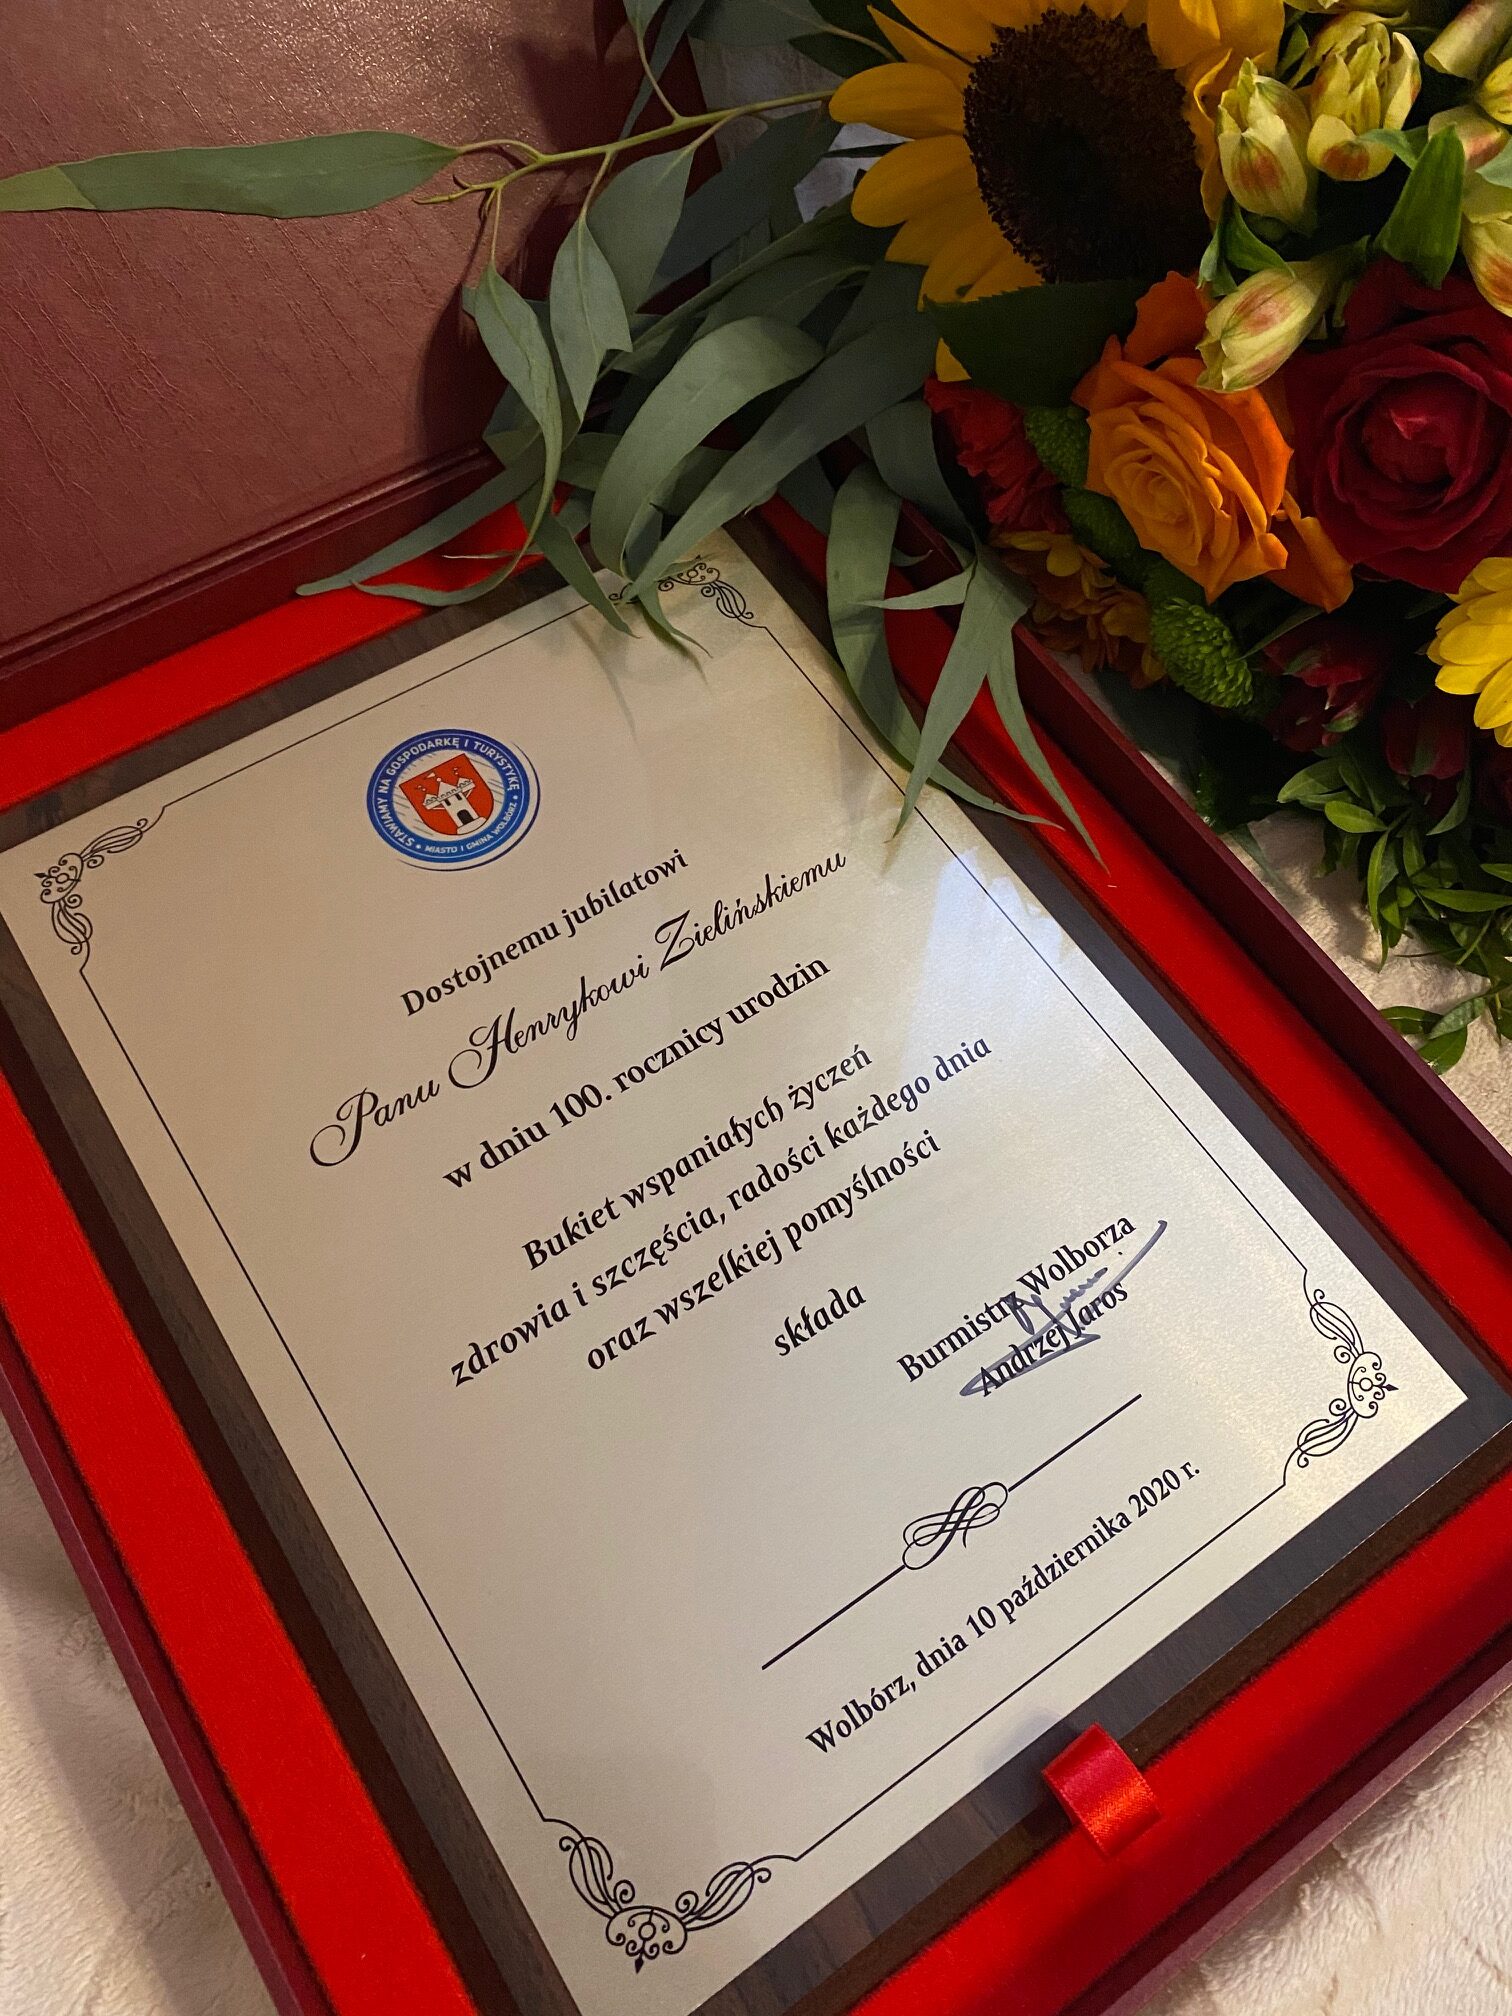 STAWIAMY NA GOSPODARKĘ I TURYSTYKĘ
• MIASTO I GMINA WOLBÓRZ •
Dostojnemu jubilatowi
Panu Henrykowi Zielińskiemu
w dniu 100. rocznicy urodzin
Bukiet wspaniałych życzeń
zdrowia i szczęścia, radości każdego dnia
oraz wszelkiej pomyślności
składa
Burmistrz Wolborza
Andrzej Jaros
Wolbórz, dnia 10 października 2020 r.